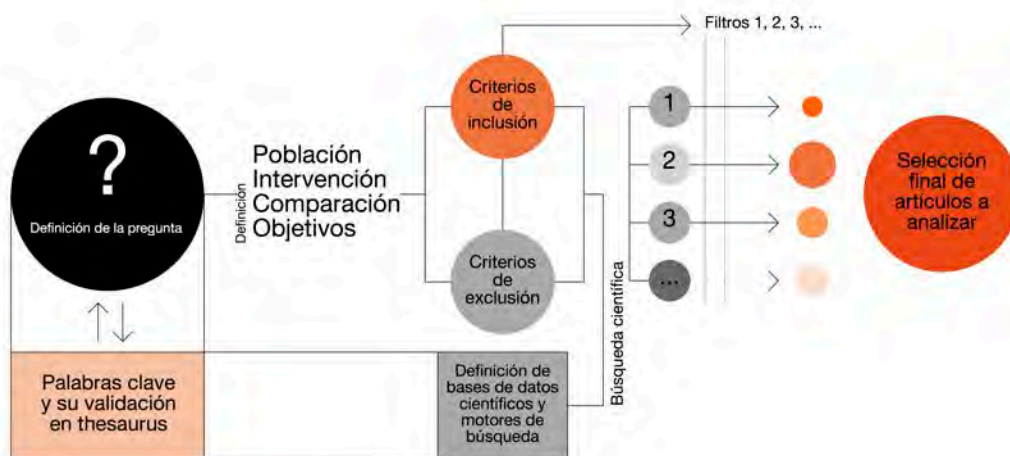 ?
Definición de la pregunta
Palabras clave
y su validación
en thesaurus
Definición
Población
Intervención
Comparación
Objetivos
Criterios
de
inclusión
Criterios
de
exclusión
Definición de
bases de datos
científicos y
motores de
búsqueda
Búsqueda científica
Filtros 1, 2, 3, ...
1
2
3
...
Selección
final de
artículos a
analizar